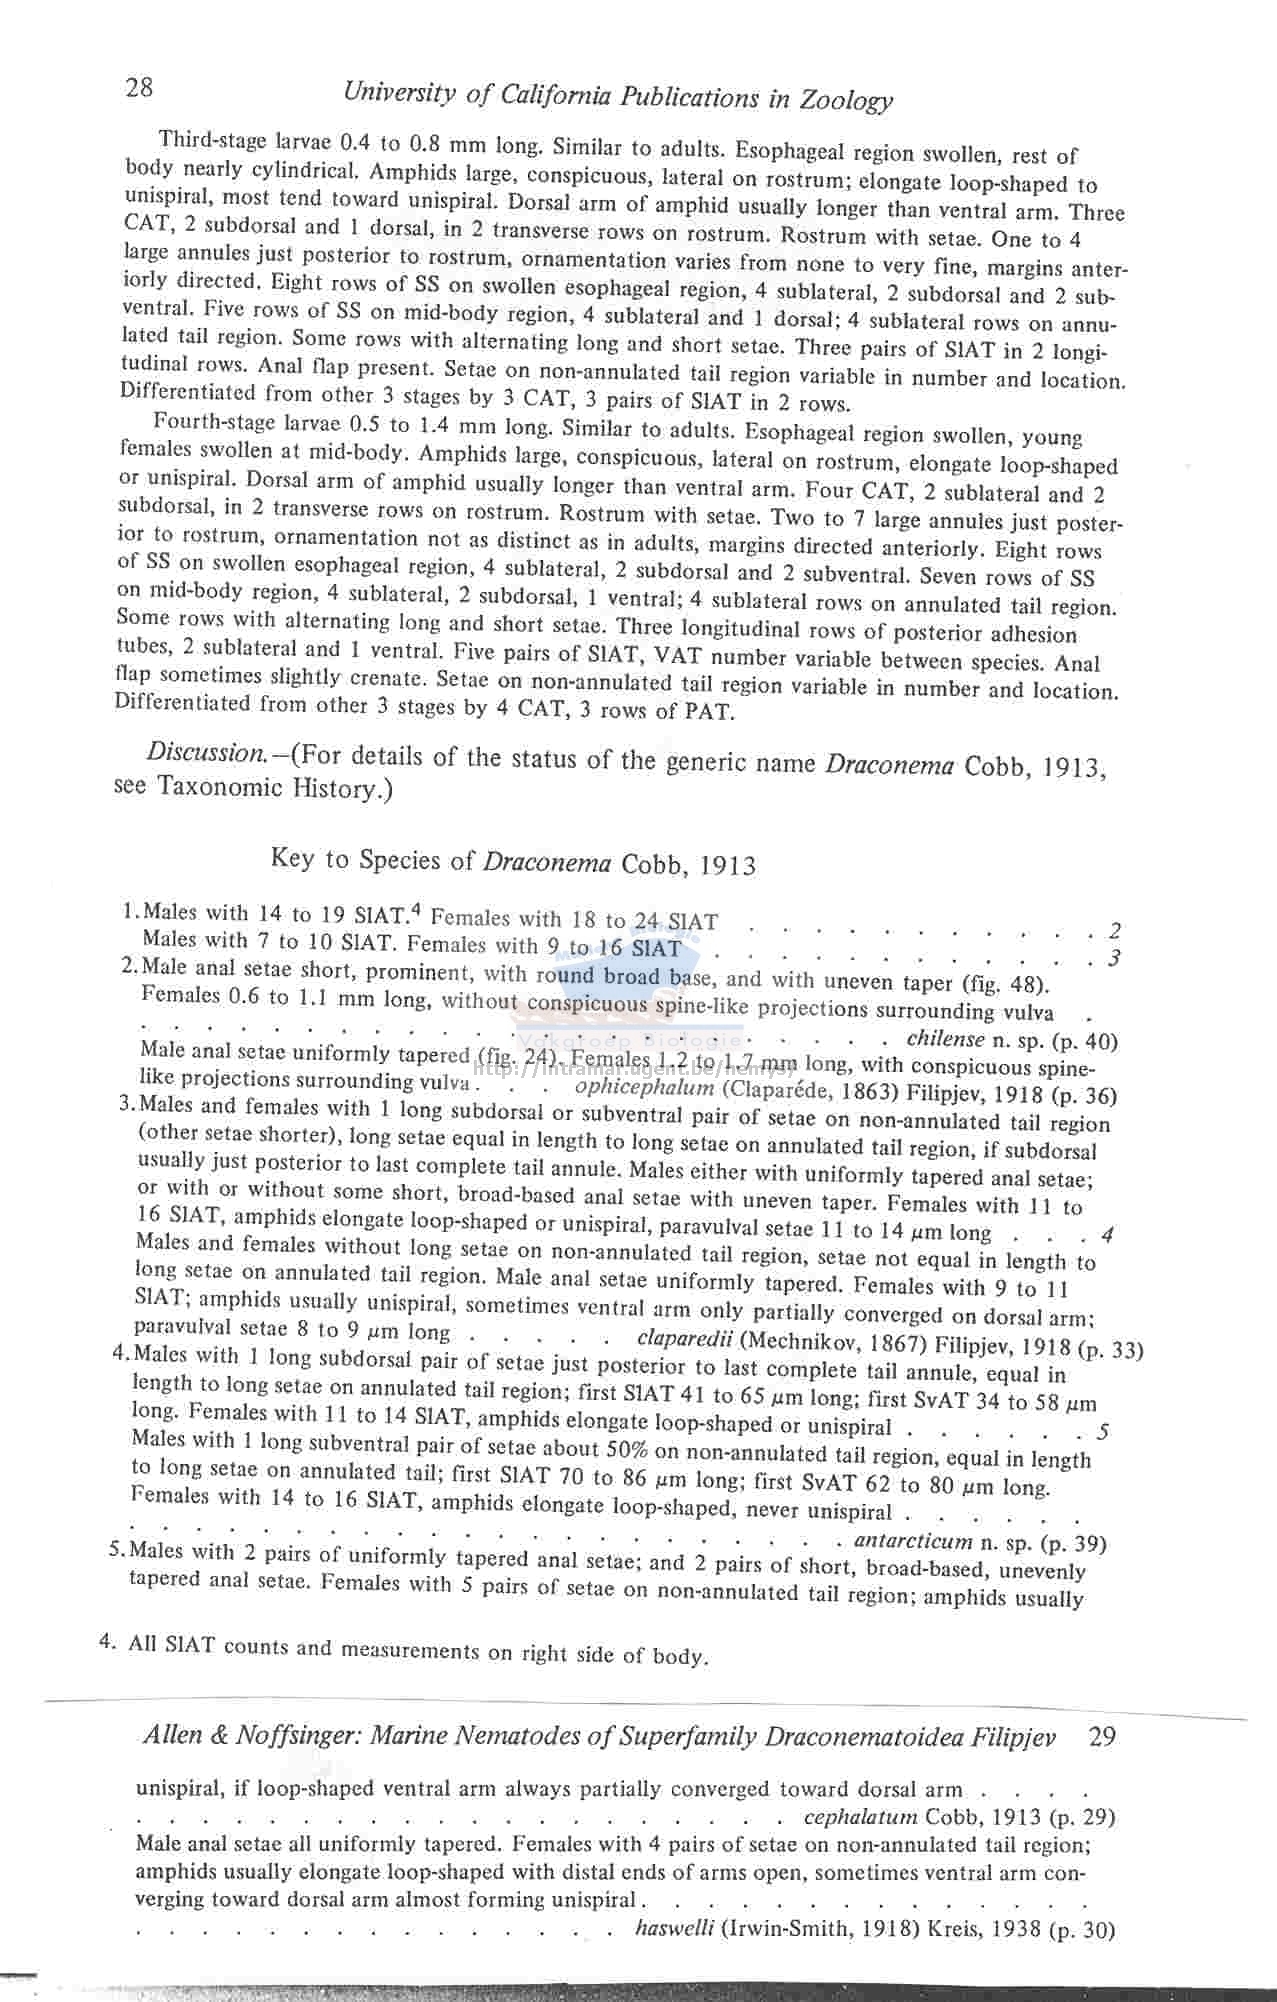 28
University of California Publications in Zoology
Third-stage larvae 0.4 to 0.8 mm long. Similar to adults. Esophageal region swollen, rest of
body nearly cylindrical. Amphids large, conspicuous, lateral on rostrum; elongate loop-shaped to
unispiral, most tend toward unispiral. Dorsal arm of amphid usually longer than ventral arm. Three
CAT, 2 subdorsal and 1 dorsal, in 2 transverse rows on rostrum. Rostrum with setae. One to 4
large annules just posterior to rostrum, ornamentation varies from none to very fine, margins anter-
iorly directed. Eight rows of SS on swollen esophageal region, 4 sublateral, 2 subdorsal and 2 sub-
ventral. Five rows of SS on mid-body region, 4 sublateral and 1 dorsal; 4 sublateral rows on annu-
lated tail region. Some rows with alternating long and short setae. Three pairs of SlAT in 2 longi-
tudinal rows. Anal flap present. Setae on non-annulated tail region variable in number and location.
Differentiated from other 3 stages by 3 CAT, 3 pairs of SlAT in 2 rows.
Fourth-stage larvae 0.5 to 1.4 mm long. Similar to adults. Esophageal region swollen, young
females swollen at mid-body. Amphids large, conspicuous, lateral on rostrum, elongate loop-shaped
or unispiral. Dorsal arm of amphid usually longer than ventral arm. Four CAT, 2 sublateral and 2
subdorsal, in 2 transverse rows on rostrum. Rostrum with setae. Two to 7 large annules just poster-
ior to rostrum, ornamentation not as distinct as in adults, margins directed anteriorly. Eight rows
of SS on swollen esophageal region, 4 sublateral, 2 subdorsal and 2 subventral. Seven rows of SS
on mid-body region, 4 sublateral, 2 subdorsal, 1 ventral; 4 sublateral rows on annulated tail region.
Some rows with alternating long and short setae. Three longitudinal rows of posterior adhesion
tubes, 2 sublateral and 1 ventral. Five pairs of SlAT, VAT number variable between species. Anal
flap sometimes slightly crenate. Setae on non-annulated tail region variable in number and location.
Differentiated from other 3 stages by 4 CAT, 3 rows of PAT.
Discussion.—(For details of the status of the generic name Draconema Cobb, 1913,
see Taxonomic History.)
Key to Species of Draconema Cobb, 1913
1. Males with 14 to 19 SlAT.4 Females with 18 to 24 SlAT . . . . . . . . . . . 2
Males with 7 to 10 SlAT. Females with 9 to 16 SlAT . . . . . . . . . . . . 3
2. Male anal setae short, prominent, with round broad base, and with uneven taper (fig. 48).
Females 0.6 to 1.1 mm long, without conspicuous spine-like projections surrounding vulva .
. . . . . . . . . . . . . . . . . . . . . . . chilense n. sp. (p. 40)
Male anal setae uniformly tapered (fig. 24). Females 1.2 to 1.7 mm long, with conspicuous spine-
like projections surrounding vulva . . . ophicephalum (Claparéde, 1863) Filipjev, 1918 (p. 36)
3. Males and females with 1 long subdorsal or subventral pair of setae on non-annulated tail region
(other setae shorter), long setae equal in length to long setae on annulated tail region, if subdorsal
usually just posterior to last complete tail annule. Males either with uniformly tapered anal setae;
or with or without some short, broad-based anal setae with uneven taper. Females with 11 to
16 SlAT, amphids elongate loop-shaped or unispiral, paravulval setae 11 to 14 μm long . . . 4
Males and females without long setae on non-annulated tail region, setae not equal in length to
long setae on annulated tail region. Male anal setae uniformly tapered. Females with 9 to 11
SlAT; amphids usually unispiral, sometimes ventral arm only partially converged on dorsal arm;
paravulval setae 8 to 9 μm long . . . . . claparedii (Mechnikov, 1867) Filipjev, 1918 (p. 33)
4. Males with 1 long subdorsal pair of setae just posterior to last complete tail annule, equal in
length to long setae on annulated tail region; first SlAT 41 to 65 μm long; first SvAT 34 to 58 μm
long. Females with 11 to 14 SlAT, amphids elongate loop-shaped or unispiral . . . . . . 5
Males with 1 long subventral pair of setae about 50% on non-annulated tail region, equal in length
to long setae on annulated tail; first SlAT 70 to 86 μm long; first SvAT 62 to 80 μm long.
Females with 14 to 16 SlAT, amphids elongate loop-shaped, never unispiral . . . . . .
. . . . . . . . . . . . . . . . . . . . . . antarcticum n. sp. (p. 39)
5. Males with 2 pairs of uniformly tapered anal setae; and 2 pairs of short, broad-based, unevenly
tapered anal setae. Females with 5 pairs of setae on non-annulated tail region; amphids usually
4. All SlAT counts and measurements on right side of body.
Allen & Noffsinger: Marine Nematodes of Superfamily Draconematoidea Filipjev 29
unispiral, if loop-shaped ventral arm always partially converged toward dorsal arm . . . .
. . . . . . . . . . . . . . . . . . . . cephalatum Cobb, 1913 (p. 29)
Male anal setae all uniformly tapered. Females with 4 pairs of setae on non-annulated tail region;
amphids usually elongate loop-shaped with distal ends of arms open, sometimes ventral arm con-
verging toward dorsal arm almost forming unispiral . . . . . . . . . . . . . .
. . . . . . . . . . . . . . . haswelli (Irwin-Smith, 1918) Kreis, 1938 (p. 30)
Vakgroep Biologie
http://intramar.ugent.be/nemys/